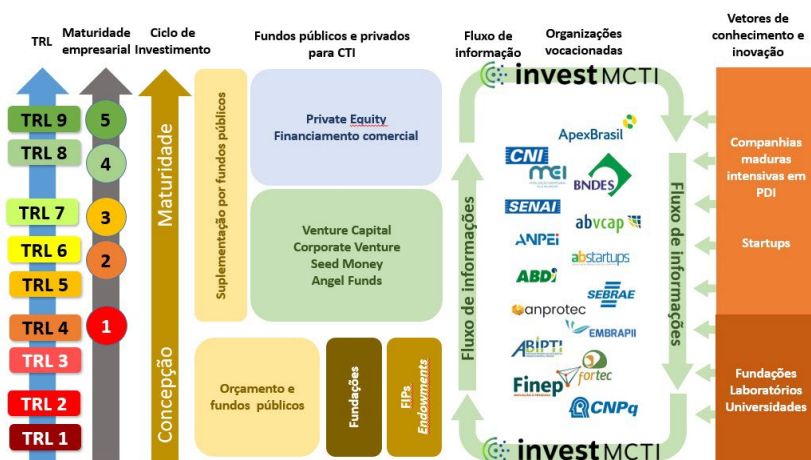 TRL
Maturidade
empresarial
Ciclo de
Investimento
Fundos públicos e privados
para CTI
Fluxo de
informação
Organizações
vocacionadas
Vetores de
conhecimento e
inovação
TRL 9
TRL 8
TRL 7
TRL 6
TRL 5
TRL 4
TRL 3
TRL 2
TRL 1
5
4
3
2
1
Maturidade
Concepção
Suplementação por fundos públicos
Private Equity
Financiamento comercial
Venture Capital
Corporate Venture
Seed Money
Angel Funds
Orçamento e
fundos públicos
Fundações
FIPs
Endowments
Fluxo de informações
investMCTI
ApexBrasil
CNI
MEI
BNDES
SENAI
abvcap
ANPEi
abstartups
ABDi
SEBRAE
anprotec
EMBRAPII
ABIPTI
fortec
Finep
CNPq
investMCTI
Fluxo de informações
Companhias
maduras
intensivas em
PDI
Startups
Fundações
Laboratórios
Universidades